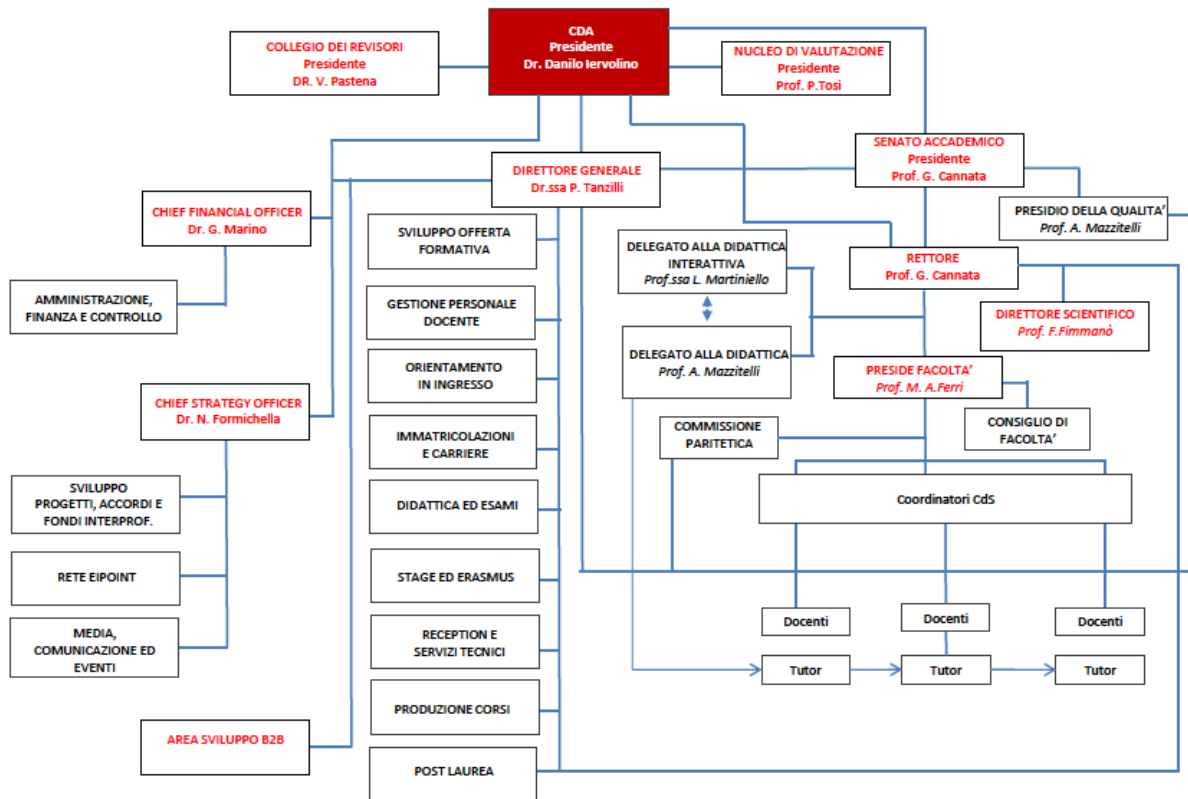 CDA
Presidente
Dr. Danilo Iervolino
COLLEGIO DEI REVISORI
Presidente
DR. V. Pastena
NUCLEO DI VALUTAZIONE
Presidente
Prof. P.Tosi
SENATO ACCADEMICO
Presidente
Prof. G. Cannata
DIRETTORE GENERALE
Dr.ssa P. Tanzilli
CHIEF FINANCIAL OFFICER
Dr. G. Marino
PRESIDIO DELLA QUALITA’
Prof. A. Mazzitelli
SVILUPPO OFFERTA
FORMATIVA
DELEGATO ALLA DIDATTICA
INTERATTIVA
Prof.ssa L. Martiniello
RETTORE
Prof. G. Cannata
AMMINISTRAZIONE,
FINANZA E CONTROLLO
GESTIONE PERSONALE
DOCENTE
DIRETTORE SCIENTIFICO
Prof. F.Fimmanò
DELEGATO ALLA DIDATTICA
Prof. A. Mazzitelli
ORIENTAMENTO
IN INGRESSO
PRESIDE FACOLTA’
Prof. M. A.Ferri
CHIEF STRATEGY OFFICER
Dr. N. Formichella
CONSIGLIO DI
FACOLTA’
COMMISSIONE
PARITETICA
IMMATRICOLAZIONI
E CARRIERE
SVILUPPO
PROGETTI, ACCORDI E
FONDI INTERPROF.
DIDATTICA ED ESAMI
Coordinatori CdS
RETE EIPOINT
STAGE ED ERASMUS
MEDIA,
COMUNICAZIONE ED
EVENTI
RECEPTION E
SERVIZI TECNICI
Docenti
Docenti
Docenti
Tutor
Tutor
Tutor
PRODUZIONE CORSI
AREA SVILUPPO B2B
POST LAUREA